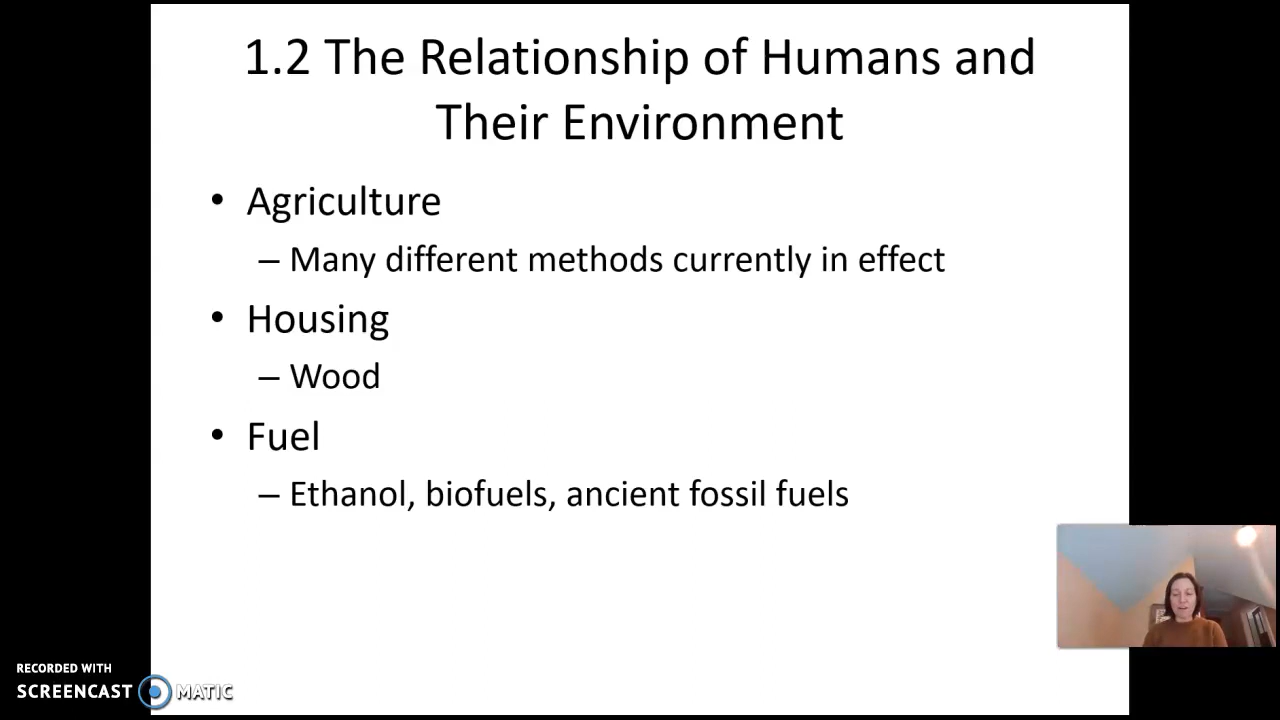 1.2 The Relationship of Humans and
Their Environment
• Agriculture
– Many different methods currently in effect
• Housing
– Wood
• Fuel
– Ethanol, biofuels, ancient fossil fuels
RECORDED WITH
SCREENCAST MATIC